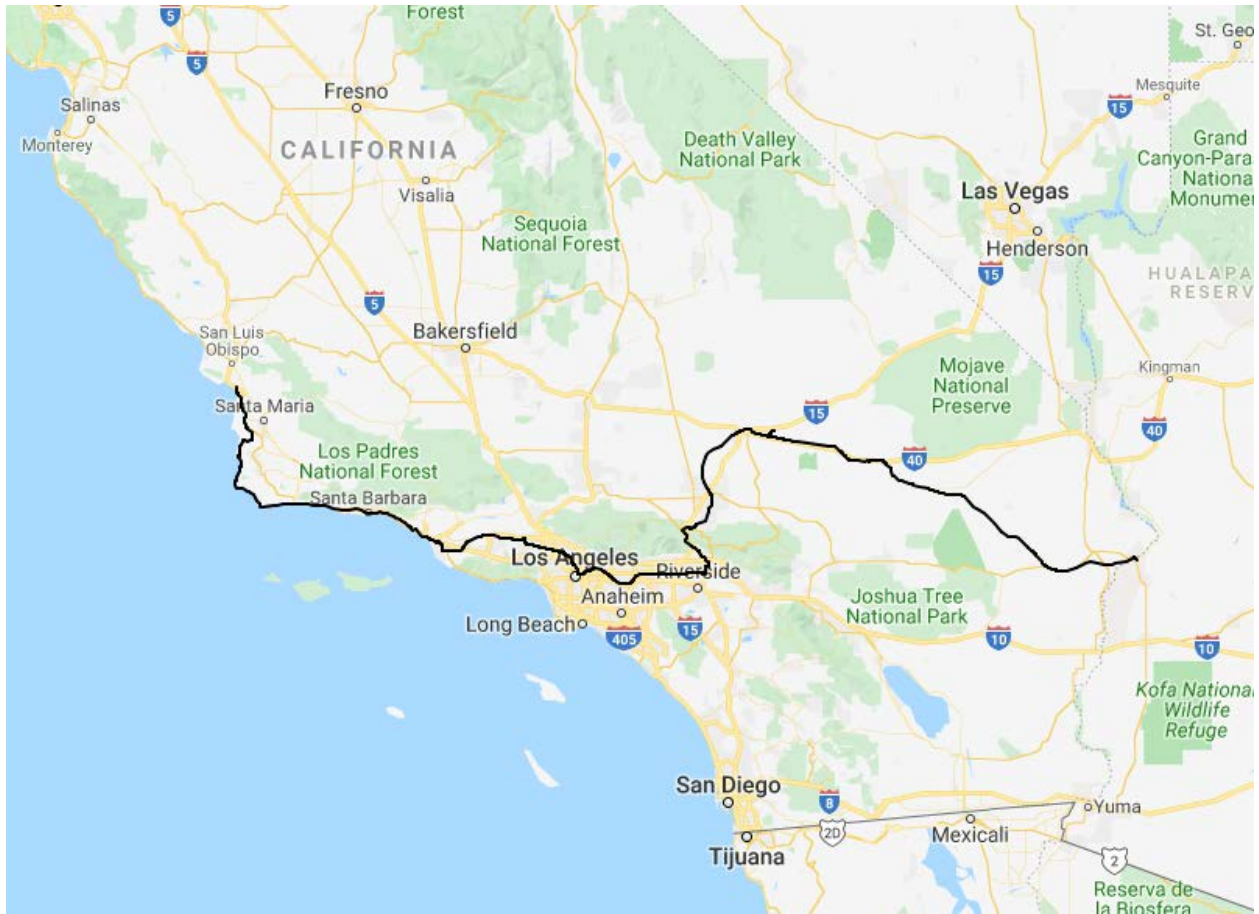 Forest
5
St. Geo
5
Mesquite
Fresno
15
Salinas
Monterey
Death Valley
National Park
Grand
Canyon-Para
National
Monumen
CALIFORNIA
Visalia
Las Vegas
Sequoia
National Forest
Henderson
15
HUALAPA
RESERV
5
San Luis
Obispo
Bakersfield
Mojave
National
Preserve
Kingman
Santa Maria
15
40
Los Padres
National Forest
40
Santa Barbara
Los Angeles
Riverside
Anaheim
Joshua Tree
National Park
Long Beach
405
15
10
10
Kofa National
Wildlife
Refuge
San Diego
8
Yuma
2D
Mexicali
Tijuana
2
Reserva de
la Biosfera